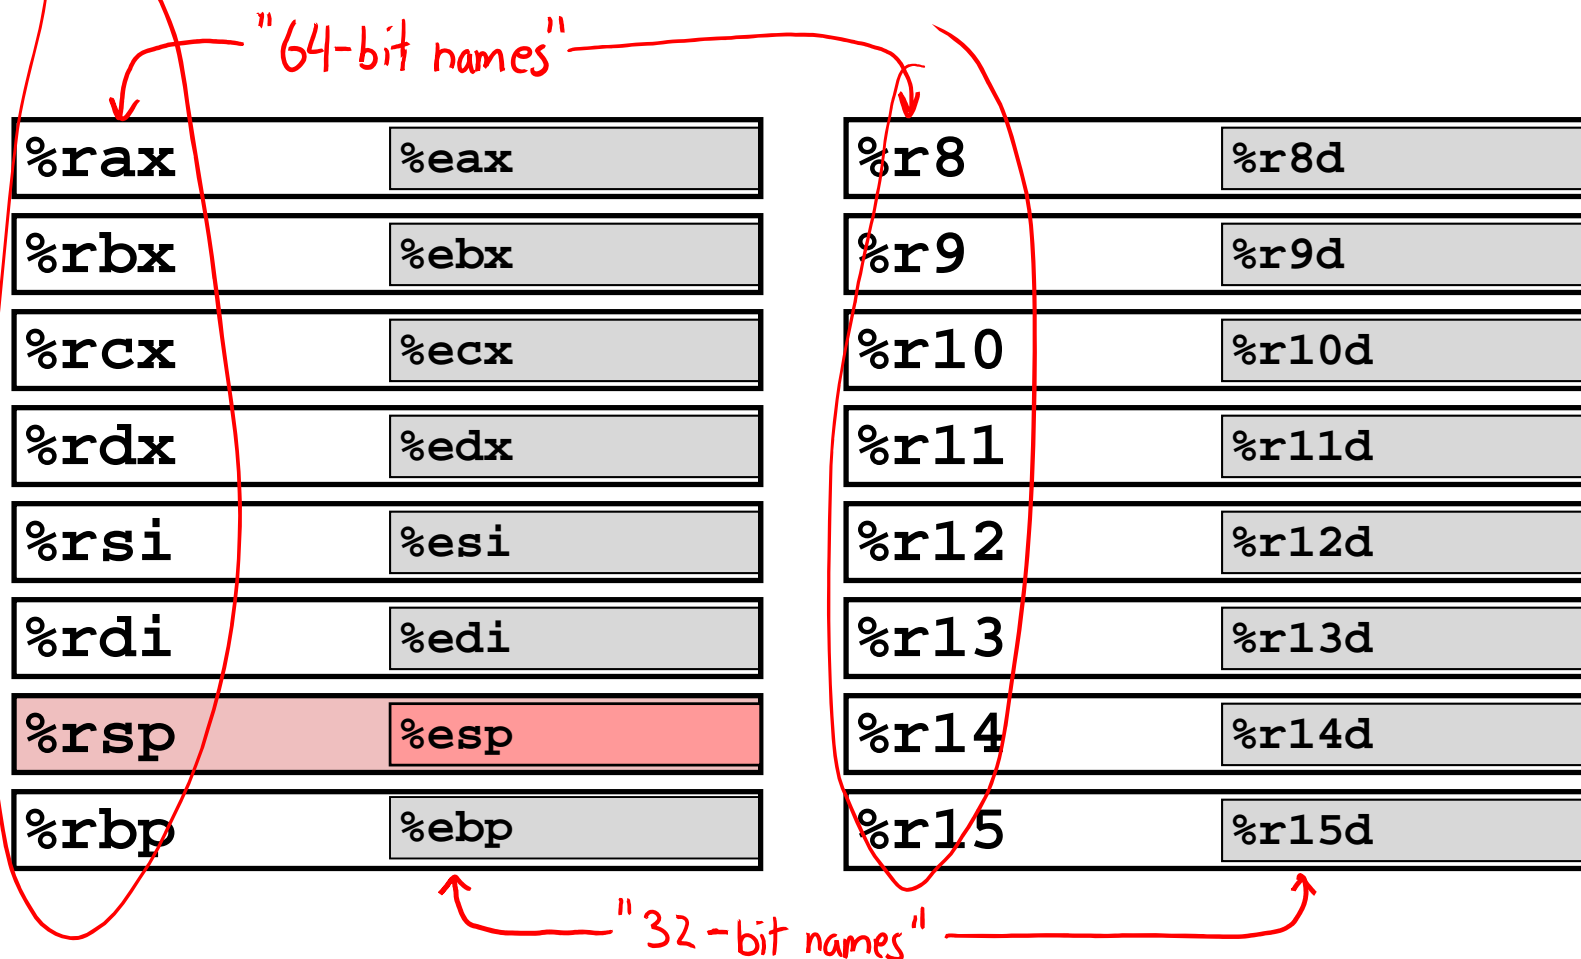 "64-bit names"
%rax %eax %r8 %r8d
%rbx %ebx %r9 %r9d
%rcx %ecx %r10 %r10d
%rdx %edx %r11 %r11d
%rsi %esi %r12 %r12d
%rdi %edi %r13 %r13d
%rsp %esp %r14 %r14d
%rbp %ebp %r15 %r15d
"32-bit names"